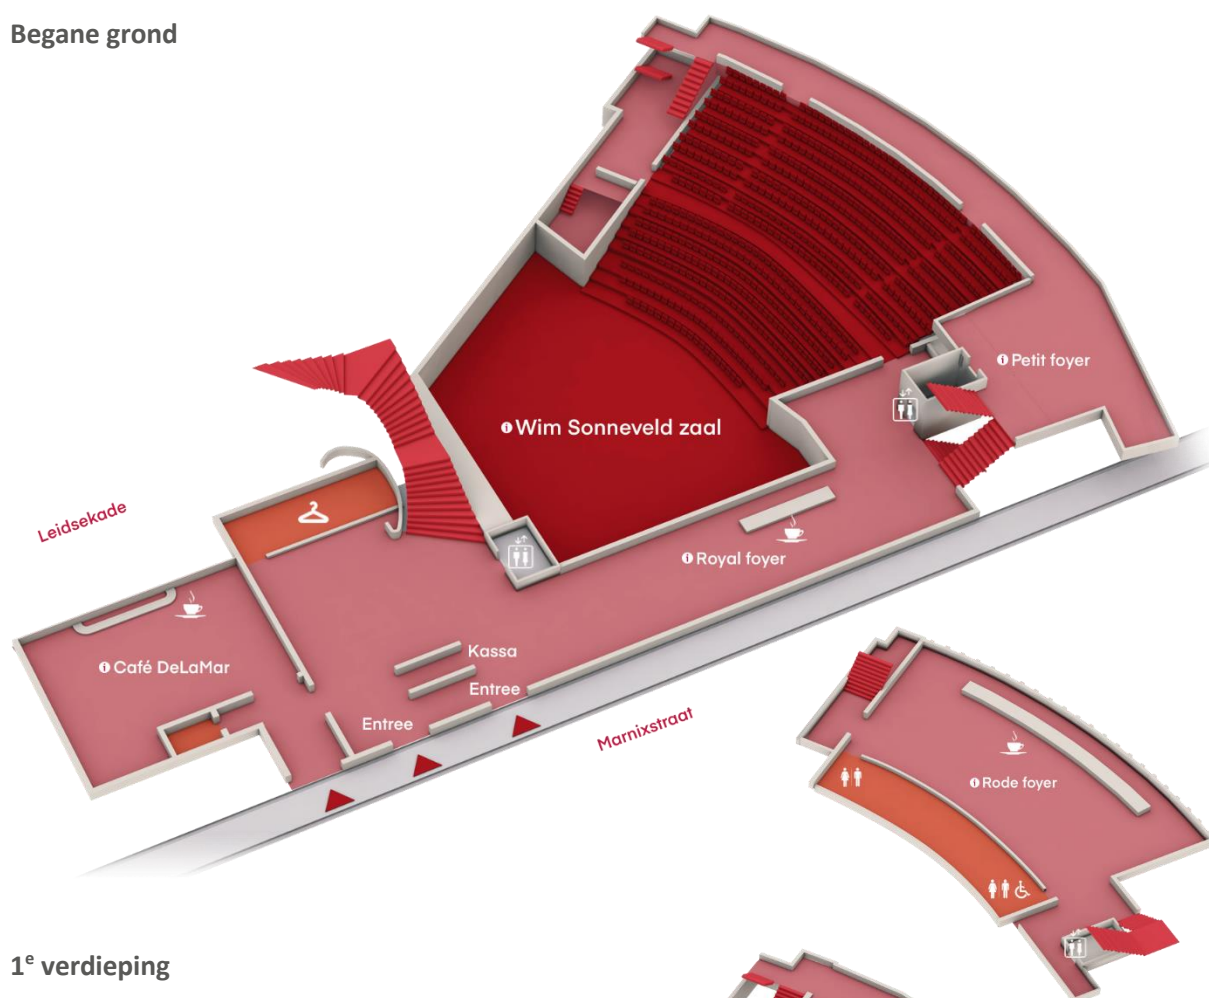 Begane grond
Petit foyer
Wim Sonneveld zaal
Leidsekade
Royal foyer
Kassa
Café DeLaMar
Entree
Entree
Marnixstraat
Rode foyer
1e verdieping